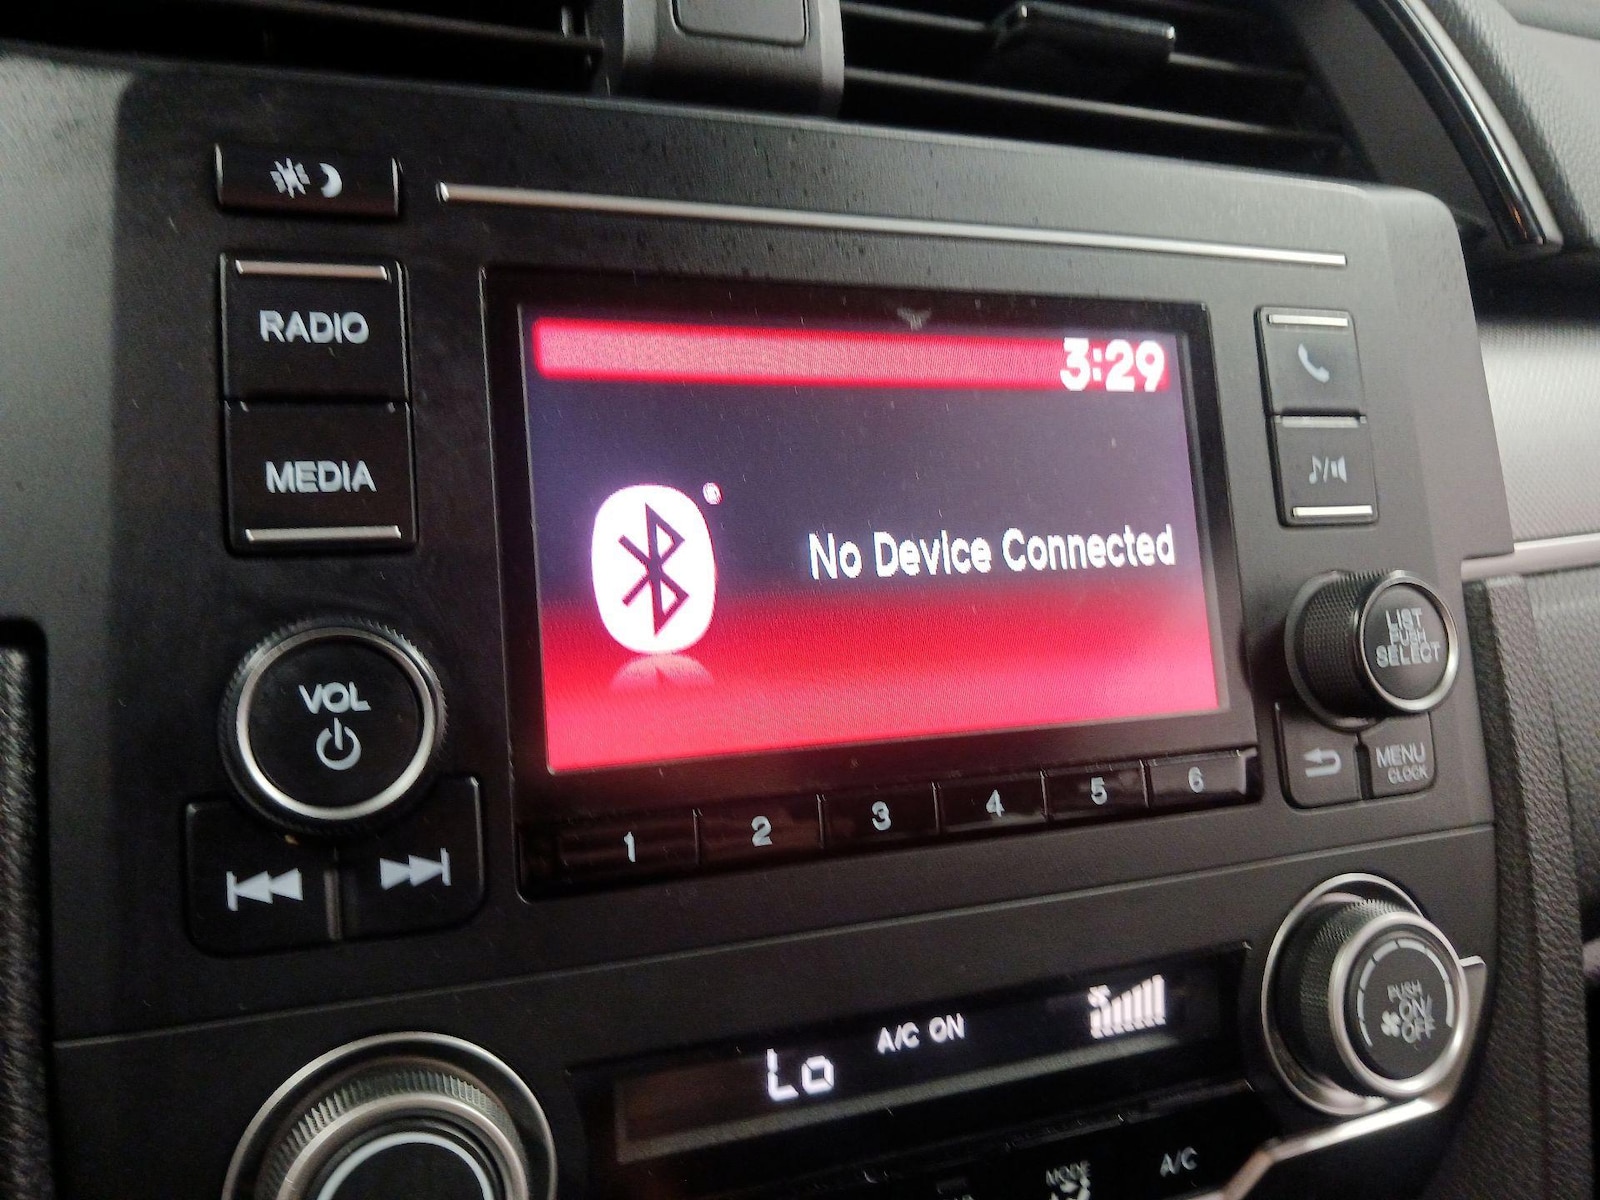 RADIO
MEDIA
VOL
3:29
No Device Connected
1 2 3 4 5 6
LIST
PUSH
SELECT
MENU
CLOCK
Lo
A/C ON
PUSH
ON/
OFF
MODE
A/C